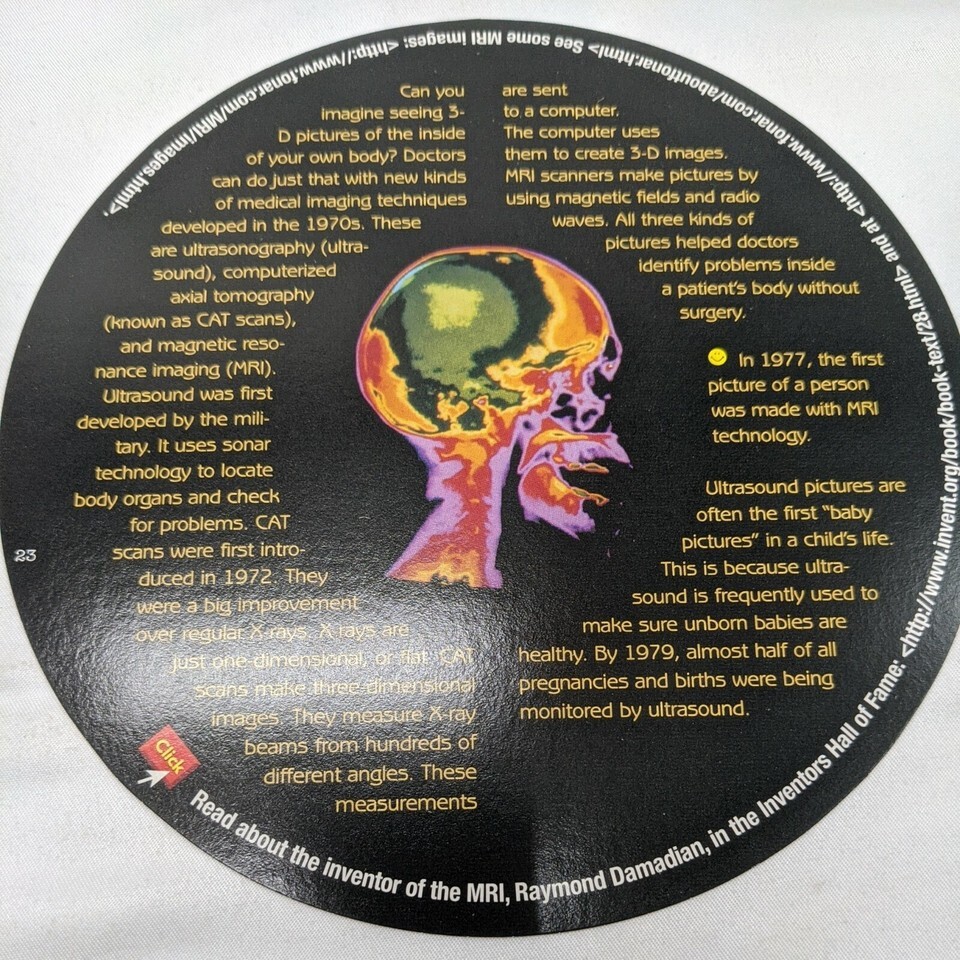 Can you
imagine seeing 3-
D pictures of the inside
of your own body? Doctors
can do just that with new kinds
of medical imaging techniques
developed in the 1970s. These
are ultrasonography (ultra-
sound), computerized
axial tomography
(known as CAT scans),
and magnetic reso-
nance imaging (MRI).
Ultrasound was first
developed by the mili-
tary. It uses sonar
technology to locate
body organs and check
for problems. CAT
scans were first intro-
duced in 1972. They
were a big improvement
over regular X-rays. X rays are
just one-dimensional, or flat. CAT
scans make three-dimensional
images. They measure X-ray
beams from hundreds of
different angles. These
measurements
are sent
to a computer.
The computer uses
them to create 3-D images.
MRI scanners make pictures by
using magnetic fields and radio
waves. All three kinds of
pictures helped doctors
identify problems inside
a patient's body without
surgery.
In 1977, the first
picture of a person
was made with MRI
technology.
Ultrasound pictures are
often the first "baby
pictures" in a child's life.
This is because ultra-
sound is frequently used to
make sure unborn babies are
healthy. By 1979, almost half of all
pregnancies and births were being
monitored by ultrasound.
23
Click
Read about the inventor of the MRI, Raymond Damadian, in the Inventors Hall of Fame: <http://www.invent.org/book/book-text/28.html> and at <http://www.fonar.com/aboutfonar.html> See some MRI images: <http://www.fonar.com/MRI/images.html>.